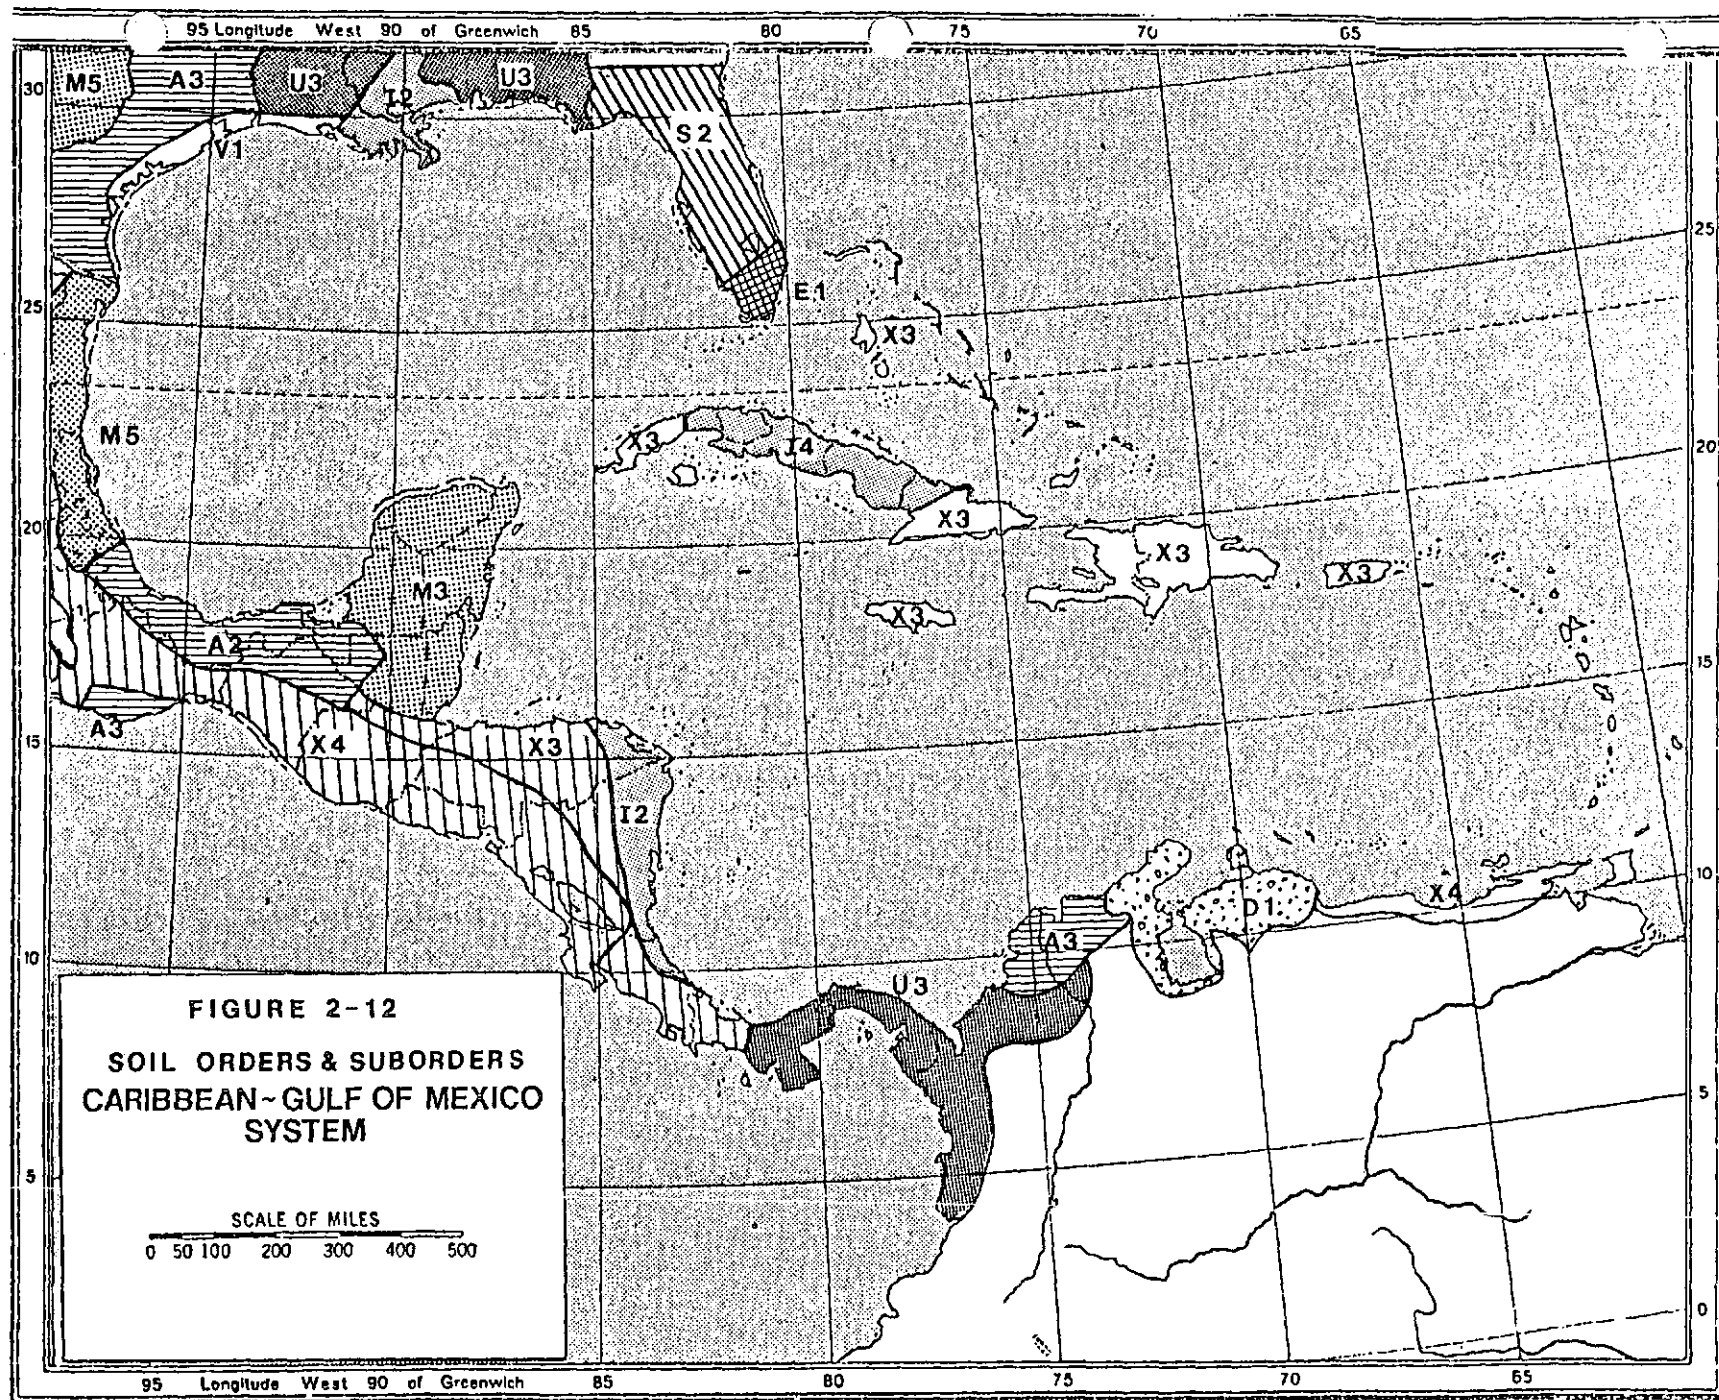 95 Longitude West 90 of Greenwich 85 80 75 70 65
30
M5 A3 U3 I2 U3
S2
V1
25
E1
25
X3
M5
X3 I4
20
20
X3
X3
M3
X3
X3
A2
15
A3
15
X4 X3
I2
10
X4
D1
A3
10
U3
5
5
0
FIGURE 2-12
SOIL ORDERS & SUBORDERS
CARIBBEAN~GULF OF MEXICO
SYSTEM
SCALE OF MILES
0 50 100 200 300 400 500
95 Longitude West 90 of Greenwich 85 80 75 70 65